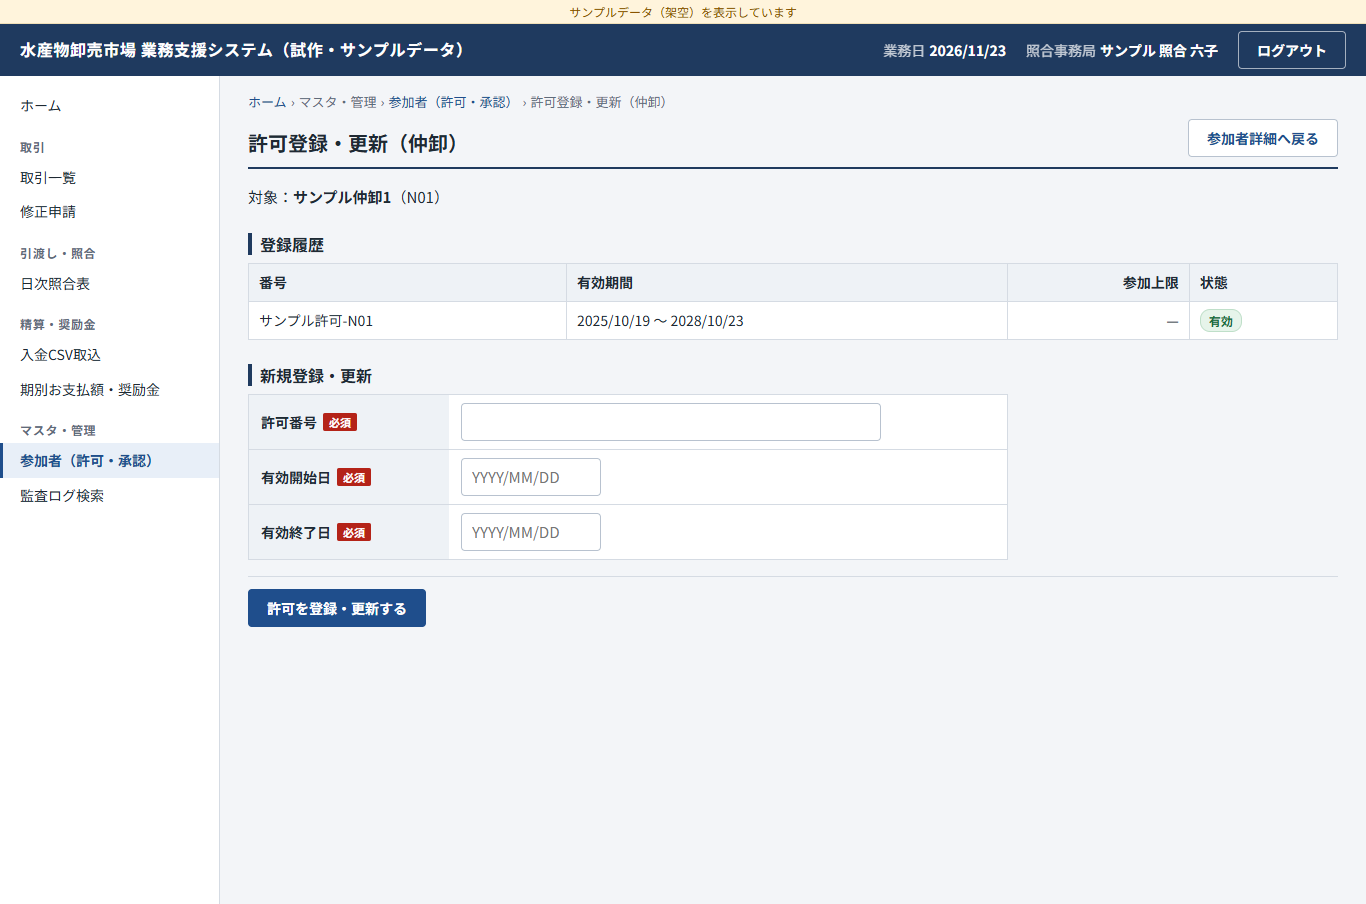 サンプルデータ（架空）を表示しています
水産物卸売市場 業務支援システム（試作・サンプルデータ）
業務日 2026/11/23 照合事務局 サンプル 照合 六子 ログアウト
ホーム
取引
取引一覧
修正申請
引渡し・照合
日次照合表
精算・奨励金
入金CSV取込
期別お支払額・奨励金
マスタ・管理
参加者（許可・承認）
監査ログ検索
ホーム › マスタ・管理 › 参加者（許可・承認） › 許可登録・更新（仲卸）
許可登録・更新（仲卸）
参加者詳細へ戻る
対象：サンプル仲卸1（N01）
登録履歴
番号 有効期間 参加上限 状態
サンプル許可-N01 2025/10/19 ～ 2028/10/23 — 有効
新規登録・更新
許可番号 必須
有効開始日 必須 YYYY/MM/DD
有効終了日 必須 YYYY/MM/DD
許可を登録・更新する